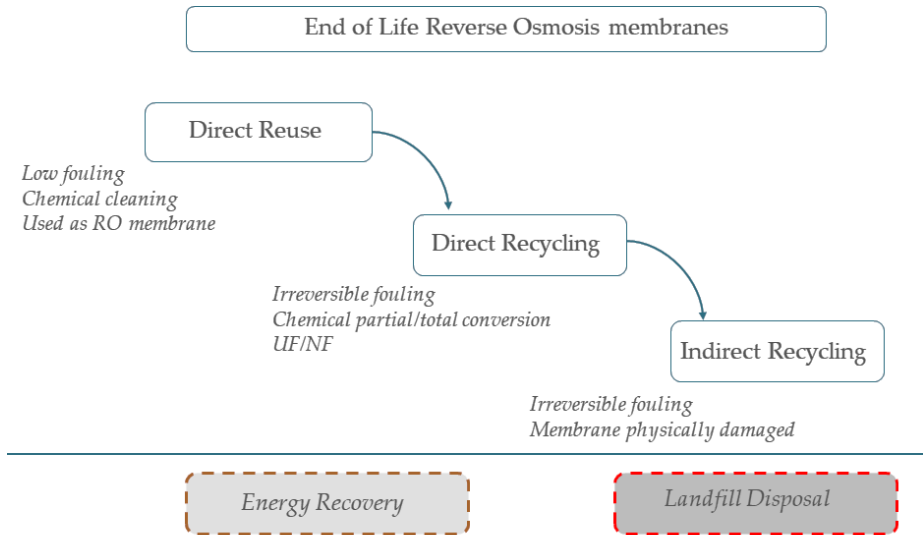 End of Life Reverse Osmosis membranes
Direct Reuse
Low fouling
Chemical cleaning
Used as RO membrane
Direct Recycling
Irreversible fouling
Chemical partial/total conversion
UF/NF
Indirect Recycling
Irreversible fouling
Membrane physically damaged
Energy Recovery
Landfill Disposal